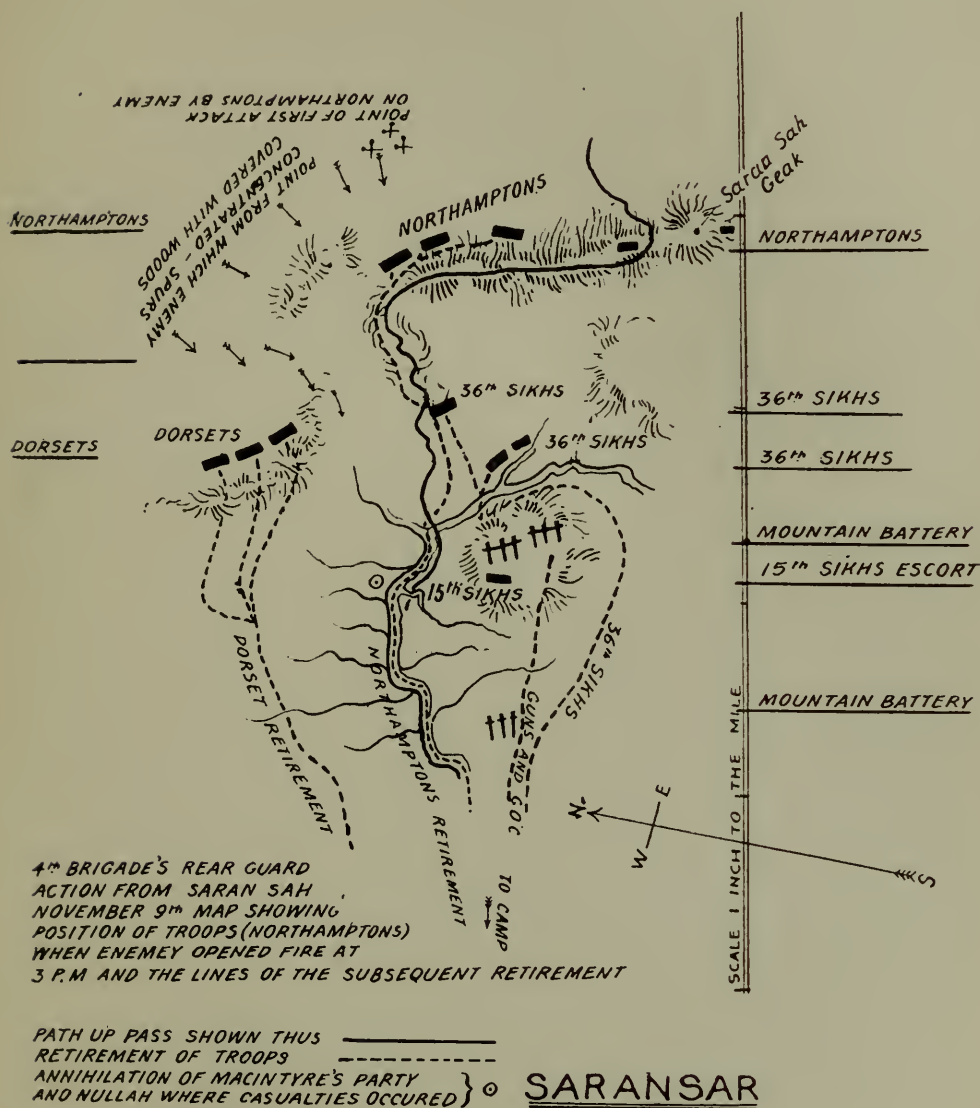 POINT OF FIRST ATTACK
ON NORTHAMPTONS BY ENEMY
POINT FROM WHICH ENEMY
CONCENTRATED - SPURS
COVERED WITH WOODS
Saraa Sah
Geak
NORTHAMPTONS
NORTHAMPTONS
NORTHAMPTONS
36TH SIKHS
36TH SIKHS
DORSETS
DORSETS
36TH SIKHS
36TH SIKHS
MOUNTAIN BATTERY
15TH SIKHS
15TH SIKHS ESCORT
MOUNTAIN BATTERY
DORSET RETIREMENT
NORTHAMPTONS RETIREMENT
GUNS AND GOC
36TH SIKHS
TO CAMP
SCALE 1 INCH TO THE MILE
N
E
W
S
4TH BRIGADE'S REAR GUARD
ACTION FROM SARAN SAH
NOVEMBER 9TH MAP SHOWING
POSITION OF TROOPS (NORTHAMPTONS)
WHEN ENEMEY OPENED FIRE AT
3 P.M AND THE LINES OF THE SUBSEQUENT RETIREMENT
PATH UP PASS SHOWN THUS
RETIREMENT OF TROOPS
ANNIHILATION OF MACINTYRE'S PARTY
AND NULLAH WHERE CASUALTIES OCCURED
SARANSAR